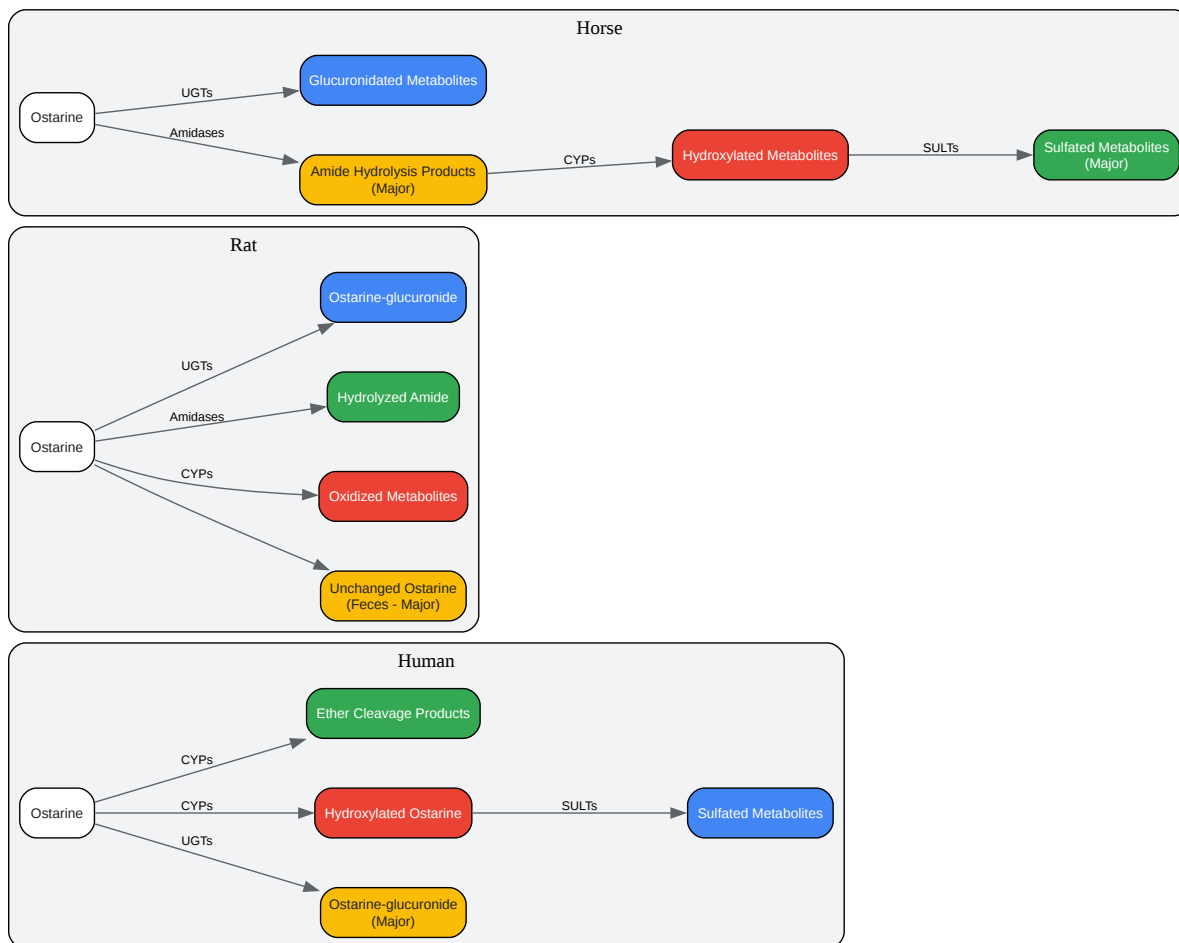 Horse
Glucuronidated Metabolites
UGTs
Ostarine
Amidases
Amide Hydrolysis Products
(Major)
CYPs
Hydroxylated Metabolites
SULTs
Sulfated Metabolites
(Major)
Rat
Ostarine-glucuronide
UGTs
Hydrolyzed Amide
Amidases
Ostarine
CYPs
Oxidized Metabolites
Unchanged Ostarine
(Feces - Major)
Human
Ether Cleavage Products
CYPs
Ostarine
CYPs
Hydroxylated Ostarine
SULTs
Sulfated Metabolites
UGTs
Ostarine-glucuronide
(Major)